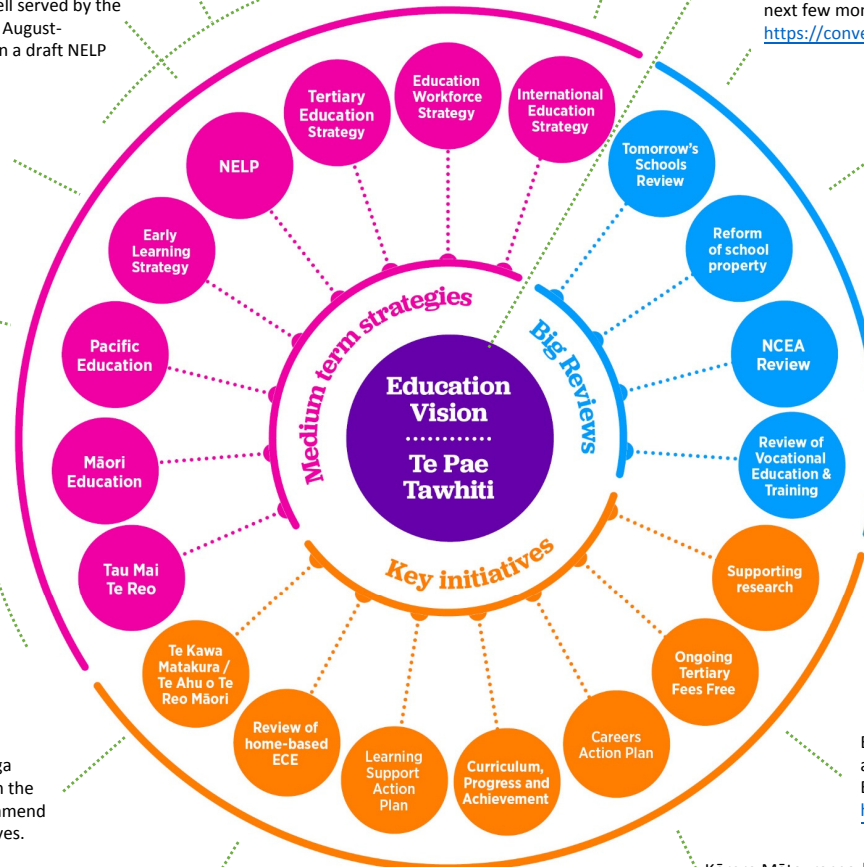 ell served by the
August-
n a draft NELP
next few mon
https://conve
Tertiary
Education
Strategy
Education
Workforce
Strategy
International
Education
Strategy
NELP
Early
Learning
Strategy
Pacific
Education
Māori
Education
Tau Mai
Te Reo
Tomorrow's
Schools
Review
Reform
of school
property
NCEA
Review
Review of
Vocational
Education &
Training
Medium term strategies
Big Reviews
Education
Vision
Te Pae
Tawhiti
Key initiatives
Te Kawa
Matakura /
Te Ahu o Te
Reo Māori
Review of
home-based
ECE
Learning
Support
Action
Plan
Curriculum,
Progress and
Achievement
Careers
Action Plan
Ongoing
Tertiary
Fees Free
Supporting
research
ga
n the
mend
ves.
E
a
E
h